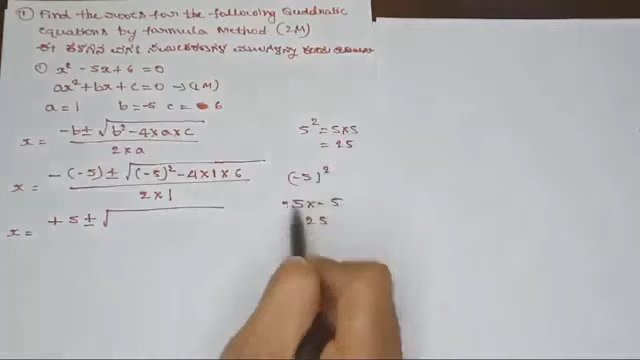 1) Find the roots for the following Quadratic
equations by formula Method (2M)
① x² - 5x + 6 = 0
ax² + bx + c = 0 → (1M)
a = 1 b = -5 c = 6
x = -b ± √b² - 4×a×c / 2×a
x = -(-5) ± √(-5)² - 4×1×6 / 2×1
x = +5 ± √
5² = 5×5
= 25
(-5)²
-5×-5
25